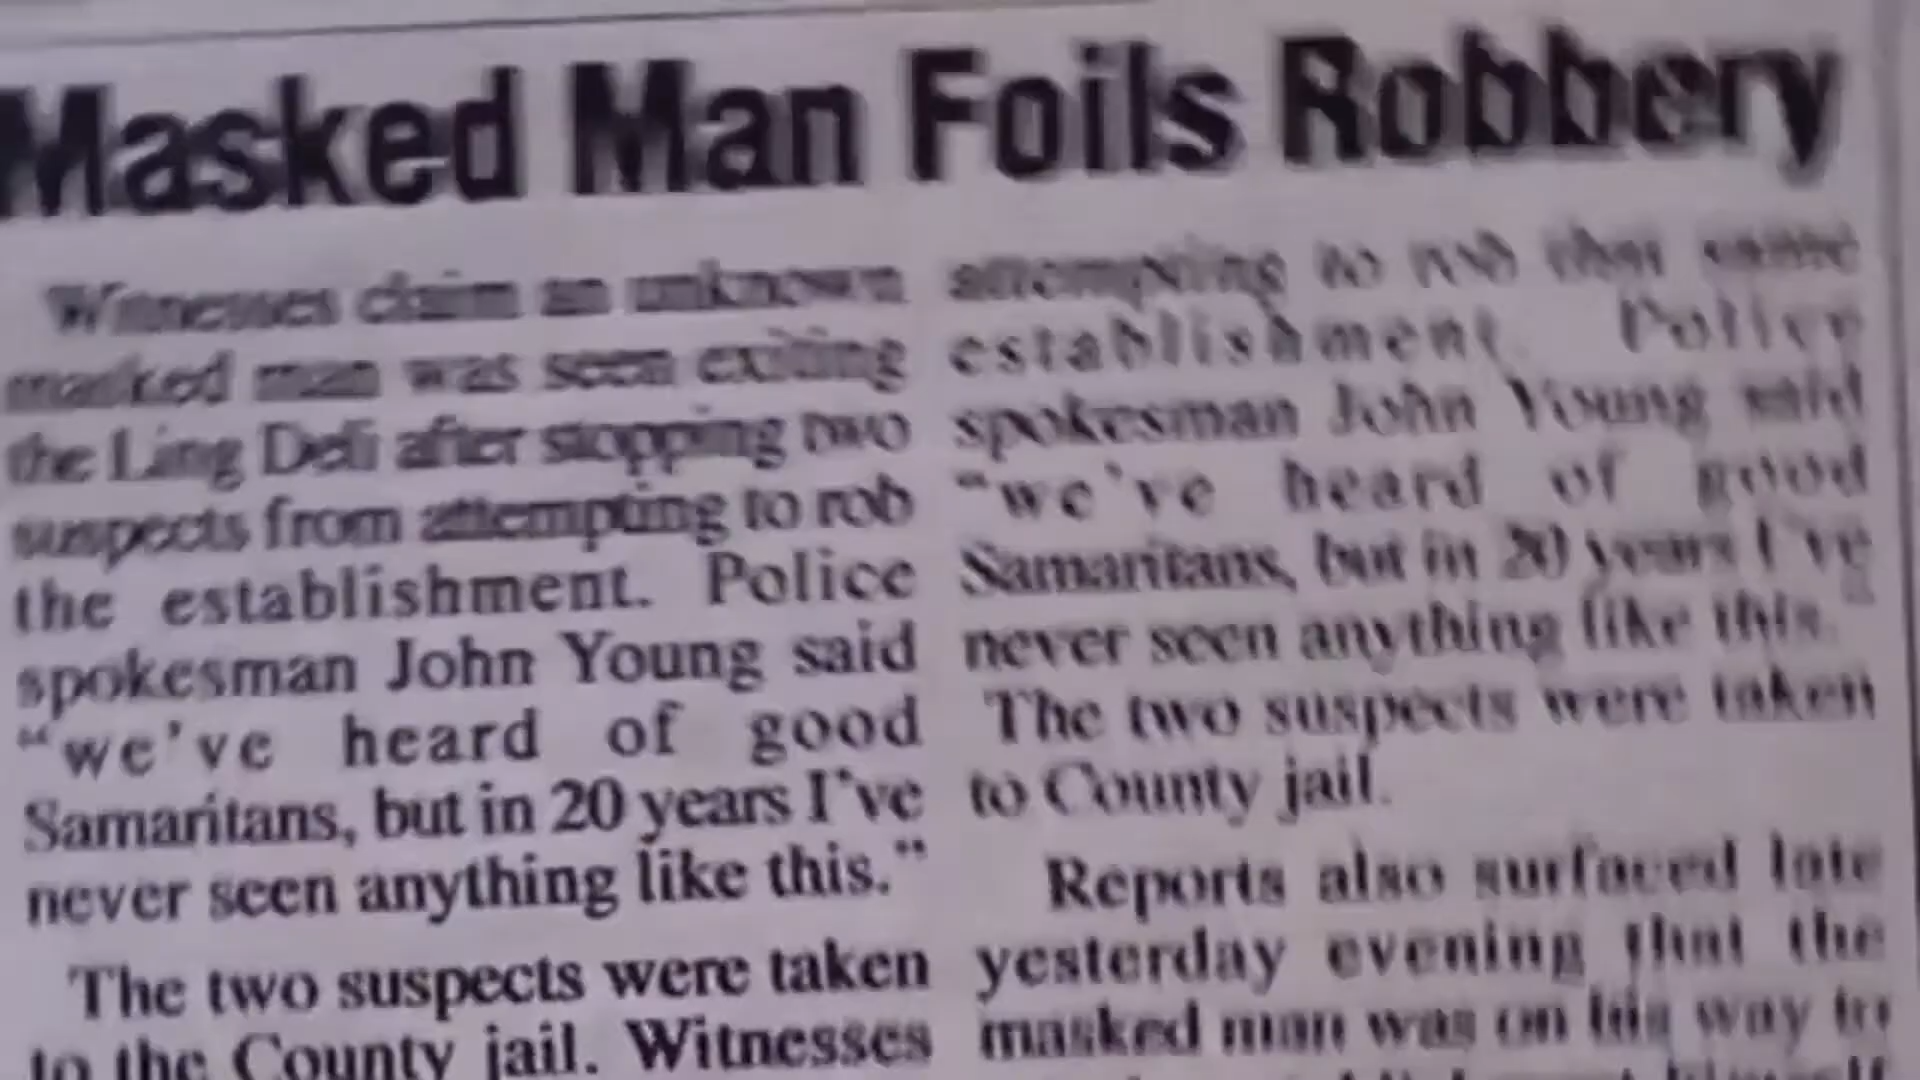 Masked Man Foils Robbery
Witnesses claim an unknown
masked man was seen exiting
the Ling Deli after stopping two
suspects from attempting to rob
the establishment. Police
spokesman John Young said
“we've heard of good
Samaritans, but in 20 years I've
never seen anything like this.”
The two suspects were taken
to the County jail. Witnesses
attempting to rob that same
establishment. Police
spokesman John Young said
“we've heard of good
Samaritans, but in 20 years I've
never seen anything like this.”
The two suspects were taken
to County jail.
Reports also surfaced late
yesterday evening that the
masked man was on his way to
himself